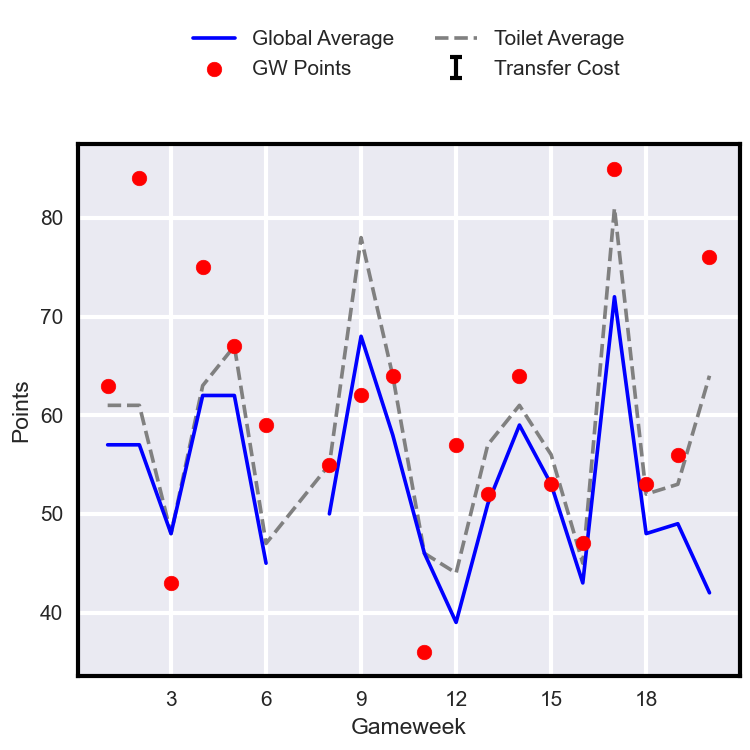 Global Average
Toilet Average
GW Points
Transfer Cost
80
70
60
50
40
Points
3
6
9
12
15
18
Gameweek